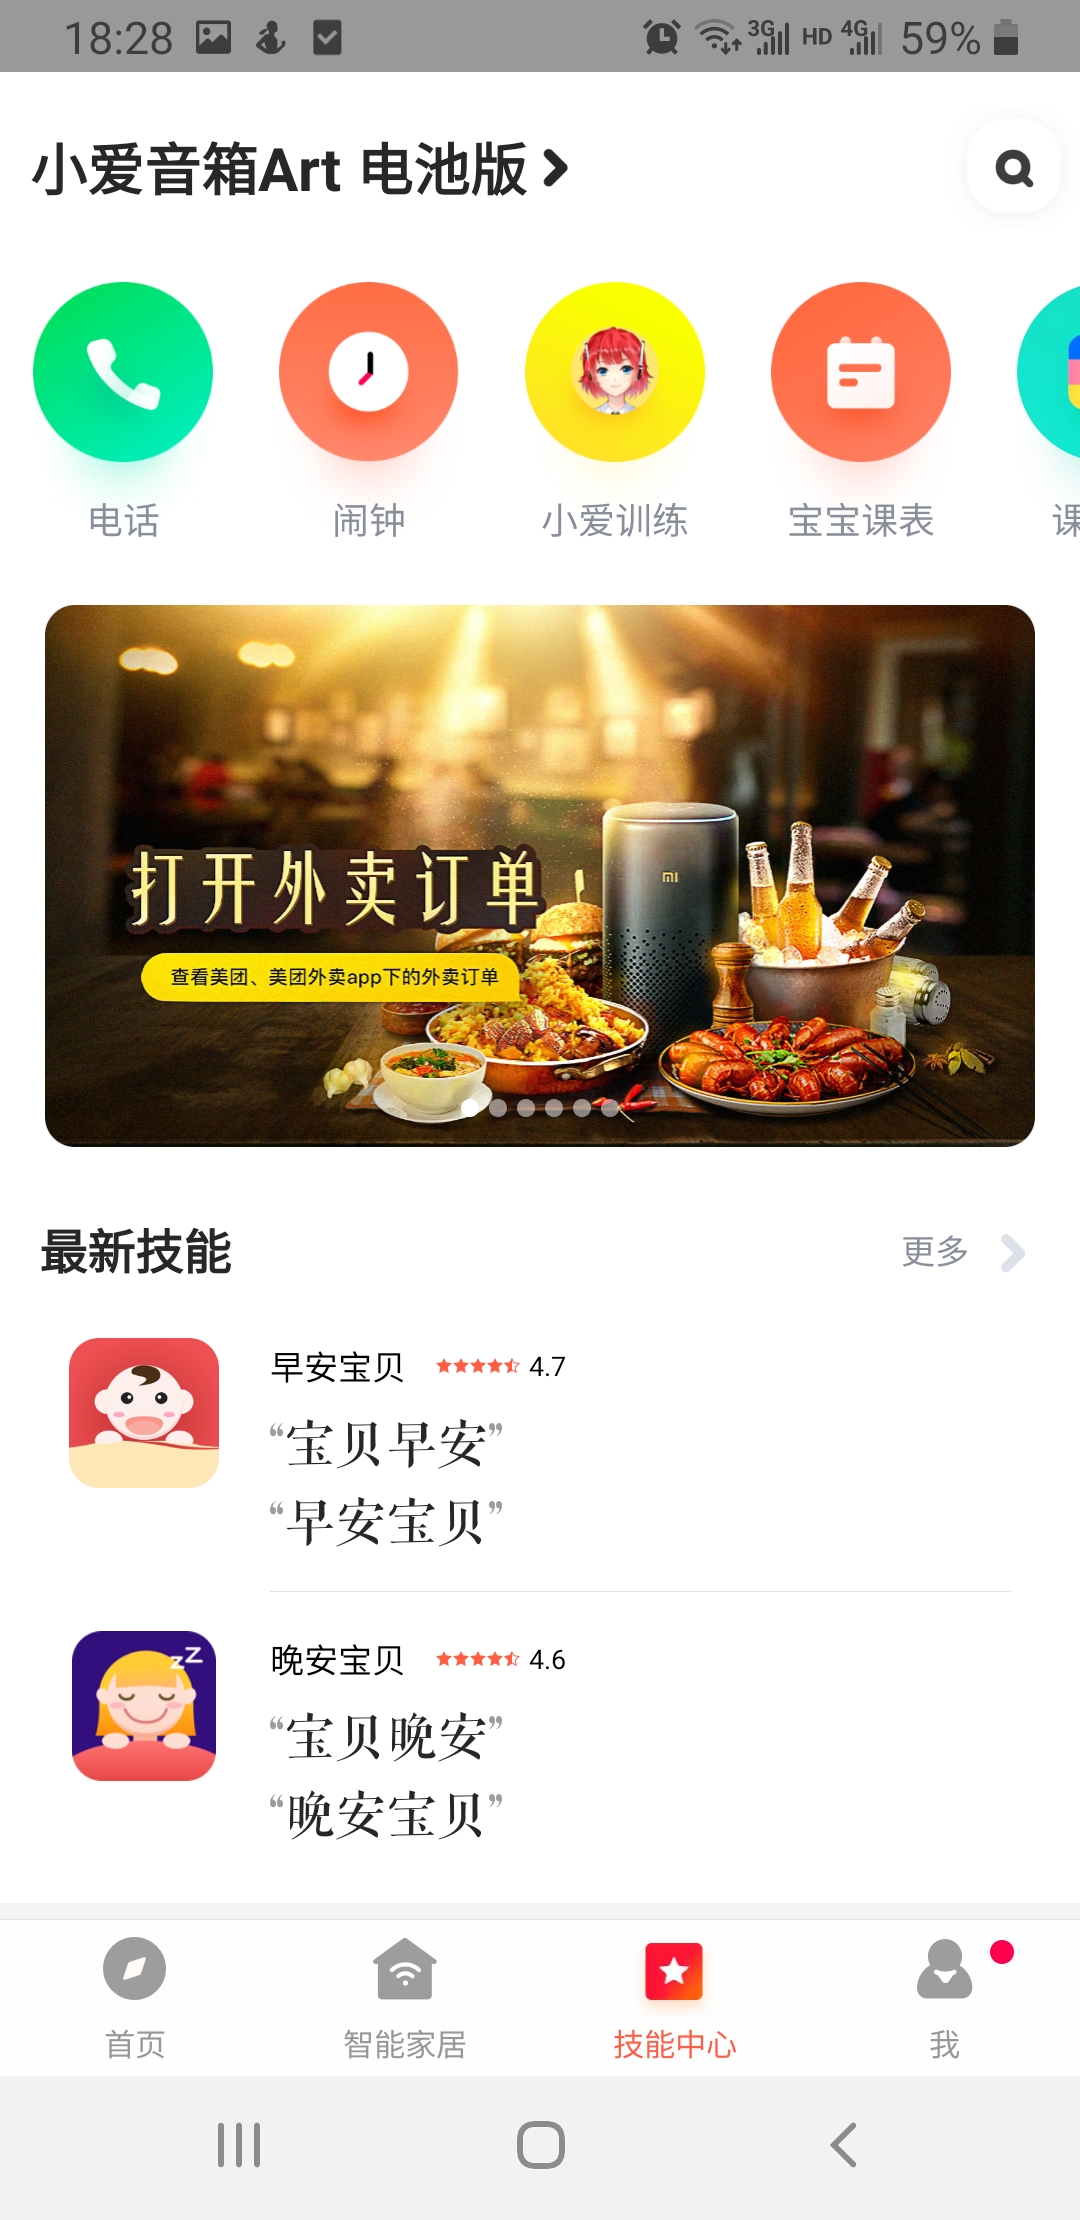 18:28 3G HD 4G 59%
小爱音箱Art 电池版
电话 闹钟 小爱训练 宝宝课表 课
打开外卖订单
查看美团、美团外卖app下的外卖订单
最新技能 更多
早安宝贝 4.7
“宝贝早安”
“早安宝贝”
zZ
晚安宝贝 4.6
“宝贝晚安”
“晚安宝贝”
首页 智能家居 技能中心 我